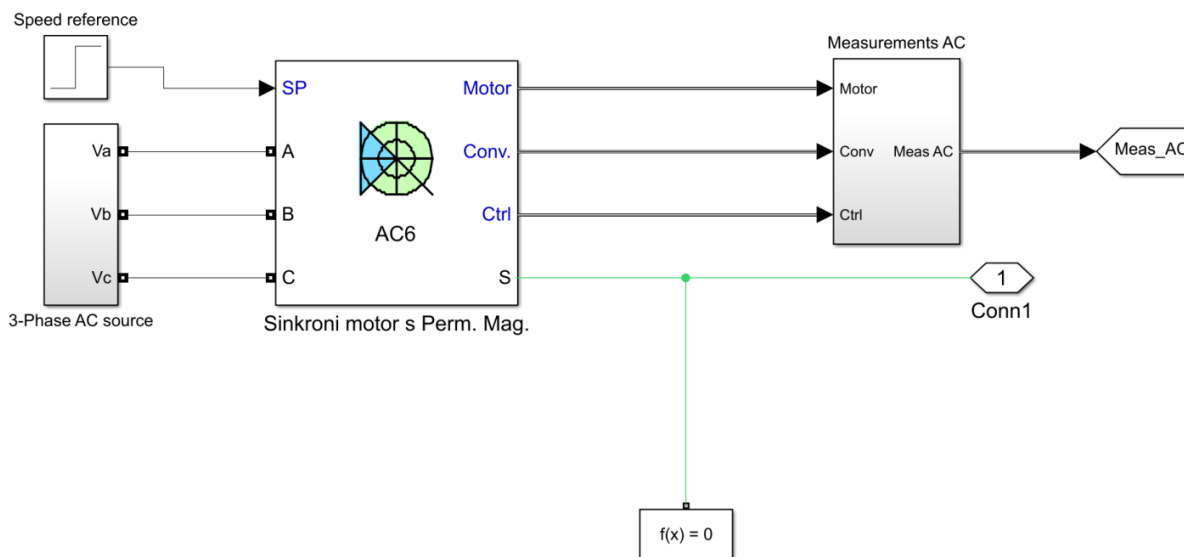 Speed reference
SP
Motor
A
Conv.
B
Ctrl
C
S
AC6
Sinkroni motor s Perm. Mag.
Va
Vb
Vc
3-Phase AC source
Measurements AC
Motor
Conv
Meas AC
Ctrl
Meas_AC
1
Conn1
f(x) = 0